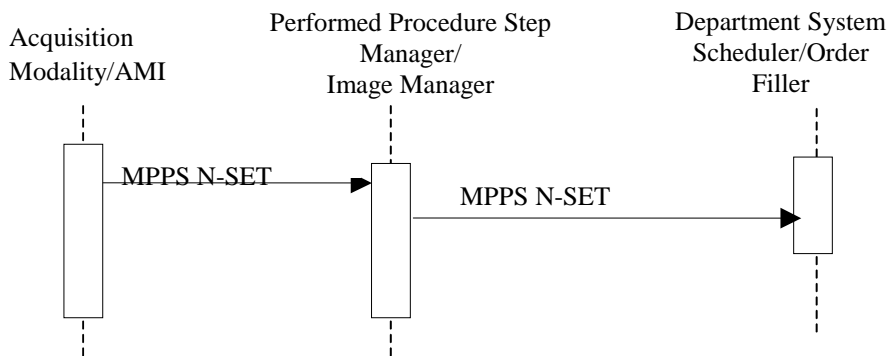 Acquisition
Modality/AMI
Performed Procedure Step
Manager/
Image Manager
Department System
Scheduler/Order
Filler
MPPS N-SET
MPPS N-SET